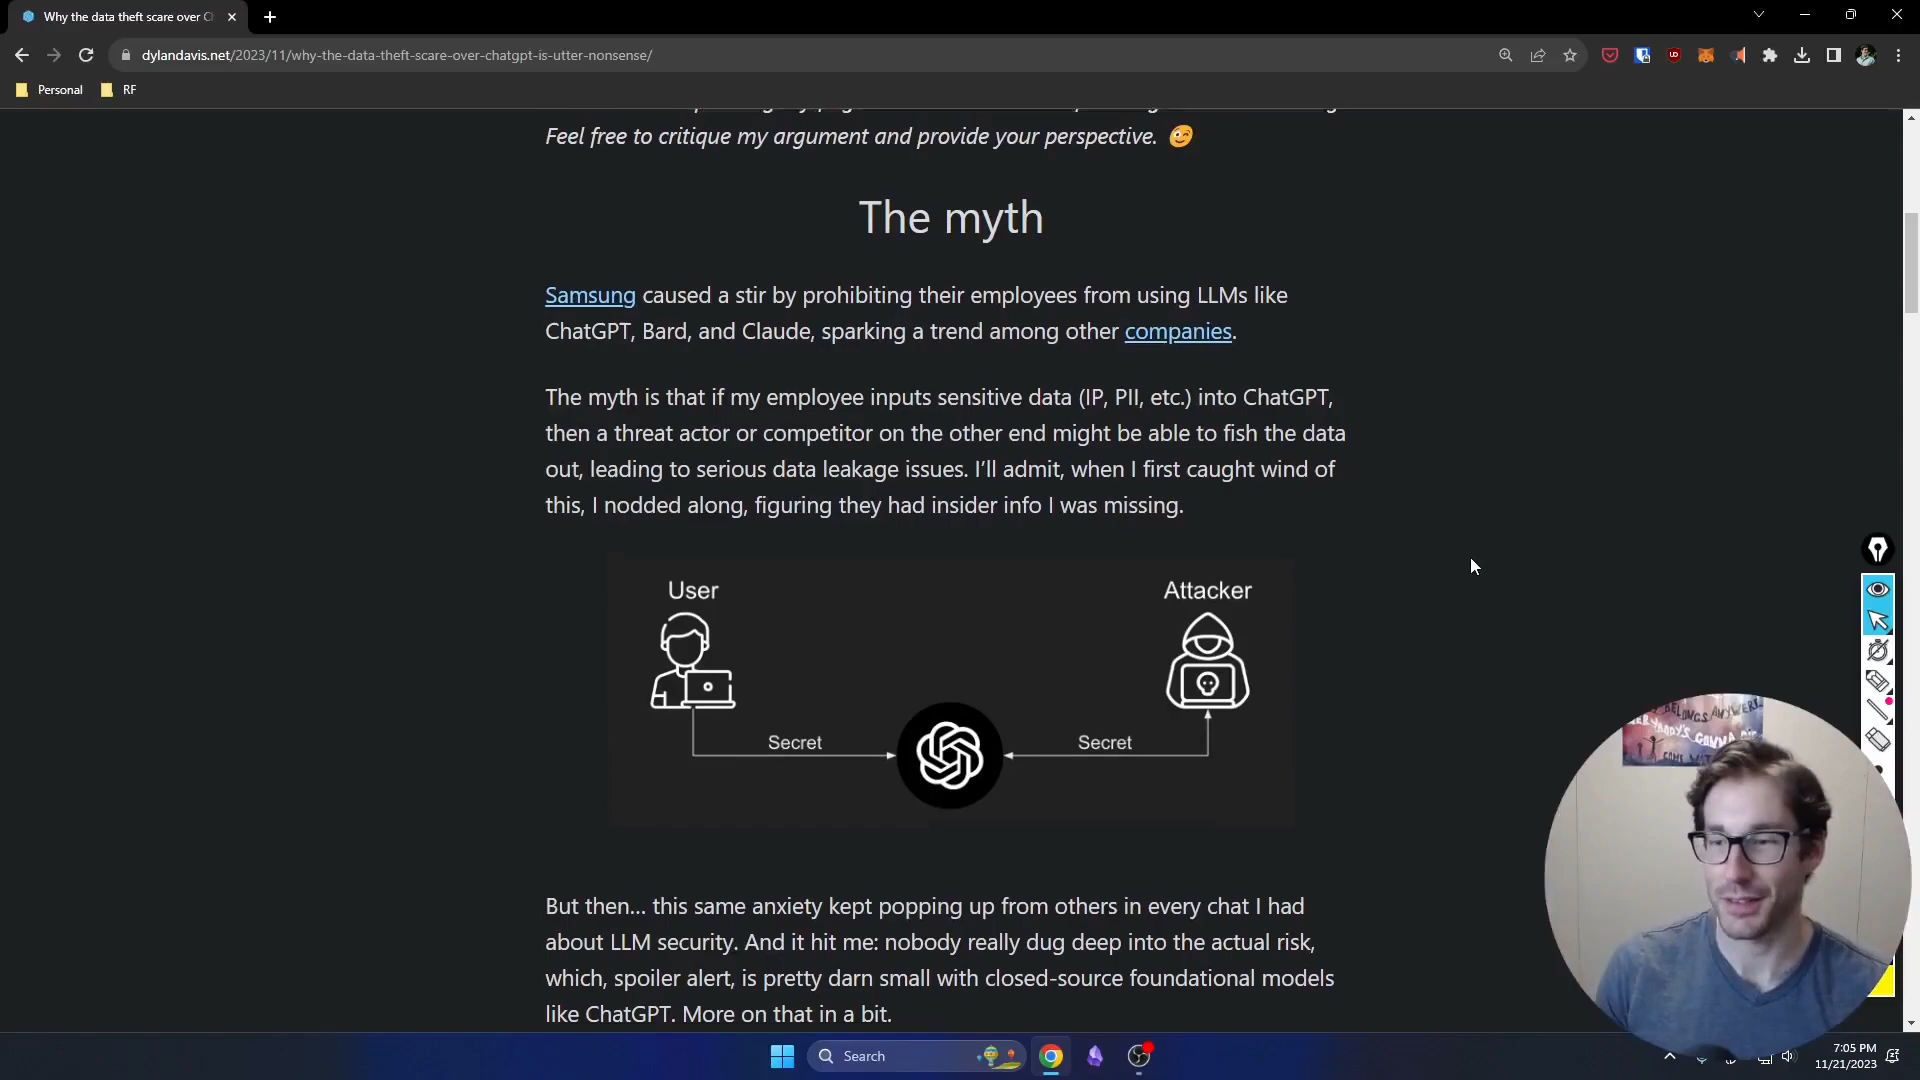 Why the data theft scare over C
dylandavis.net/2023/11/why-the-data-theft-scare-over-chatgpt-is-utter-nonsense/
Personal
RF
Feel free to critique my argument and provide your perspective. 😉
The myth
Samsung caused a stir by prohibiting their employees from using LLMs like
ChatGPT, Bard, and Claude, sparking a trend among other companies.
The myth is that if my employee inputs sensitive data (IP, PII, etc.) into ChatGPT,
then a threat actor or competitor on the other end might be able to fish the data
out, leading to serious data leakage issues. I'll admit, when I first caught wind of
this, I nodded along, figuring they had insider info I was missing.
User
Attacker
Secret
Secret
But then... this same anxiety kept popping up from others in every chat I had
about LLM security. And it hit me: nobody really dug deep into the actual risk,
which, spoiler alert, is pretty darn small with closed-source foundational models
like ChatGPT. More on that in a bit.
BELONGS ANYWERE
COME WIT
Search
7:05 PM
11/21/2023